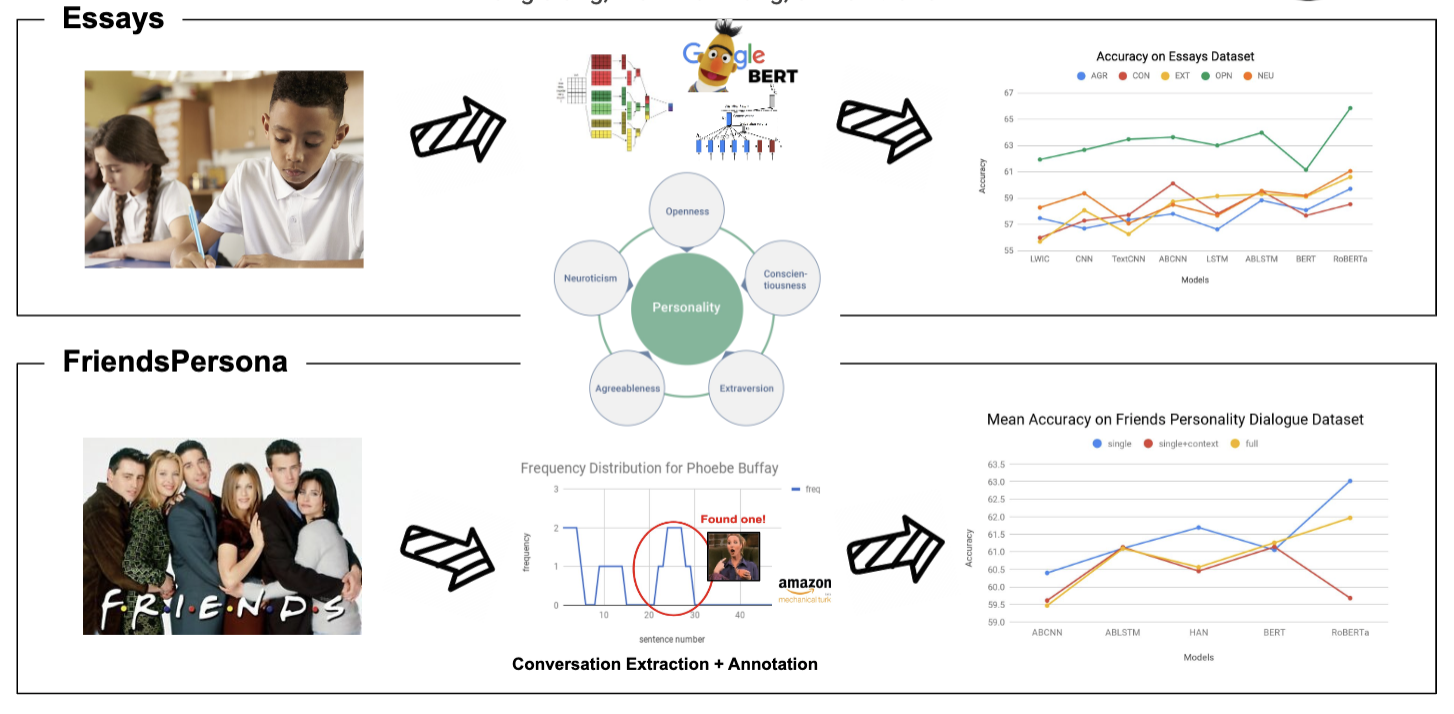 Essays
Google
BERT
Accuracy on Essays Dataset
AGR CON EXT OPN NEU
67
65
63
61
59
57
55
Accuracy
LWIC CNN TextCNN ABCNN LSTM ABLSTM BERT RoBERTa
Models
Openness
Neuroticism
Conscien-
tiousness
Personality
Agreeableness
Extraversion
FriendsPersona
F·R·I·E·N·D·S
Frequency Distribution for Phoebe Buffay
freq
3
2
1
0
frequency
10 20 30 40
sentence number
Found one!
amazon
mechanical turk
Conversation Extraction + Annotation
Mean Accuracy on Friends Personality Dialogue Dataset
single single+context full
63.5
63.0
62.5
62.0
61.5
61.0
60.5
60.0
59.5
59.0
Accuracy
ABCNN ABLSTM HAN BERT RoBERTa
Models